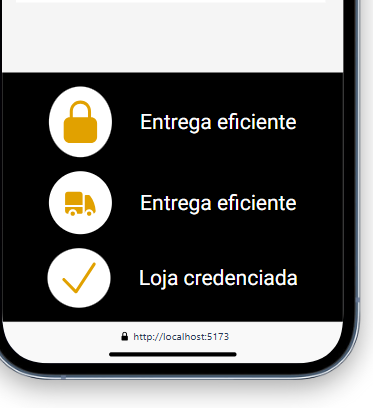 Entrega eficiente
Entrega eficiente
Loja credenciada
http://localhost:5173